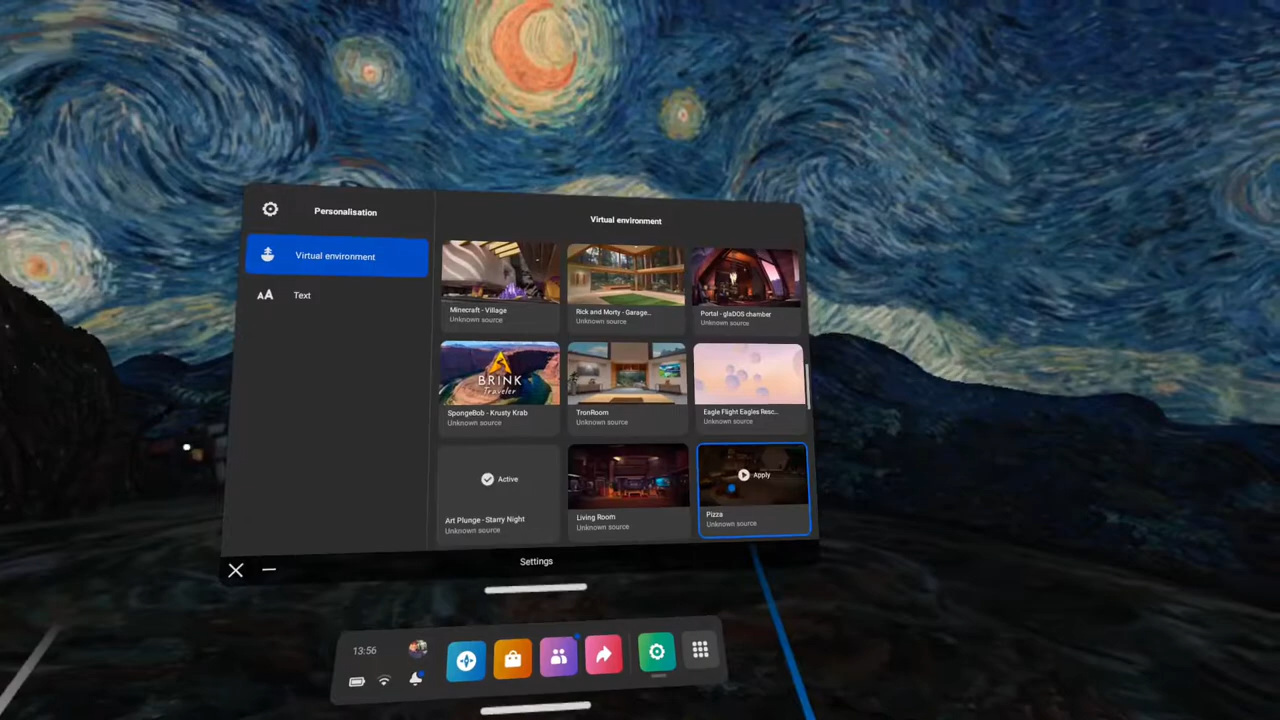 Personalisation
Virtual environment
Text
Virtual environment
Minecraft - Village
Unknown source
Rick and Morty - Garage...
Unknown source
Portal - glaDOS chamber
Unknown source
BRINK
Traveler
SpongeBob - Krusty Krab
Unknown source
TronRoom
Unknown source
Eagle Flight Eagles Resc...
Unknown source
Active
Art Plunge - Starry Night
Unknown source
Living Room
Unknown source
Apply
Pizza
Unknown source
Settings
13:56